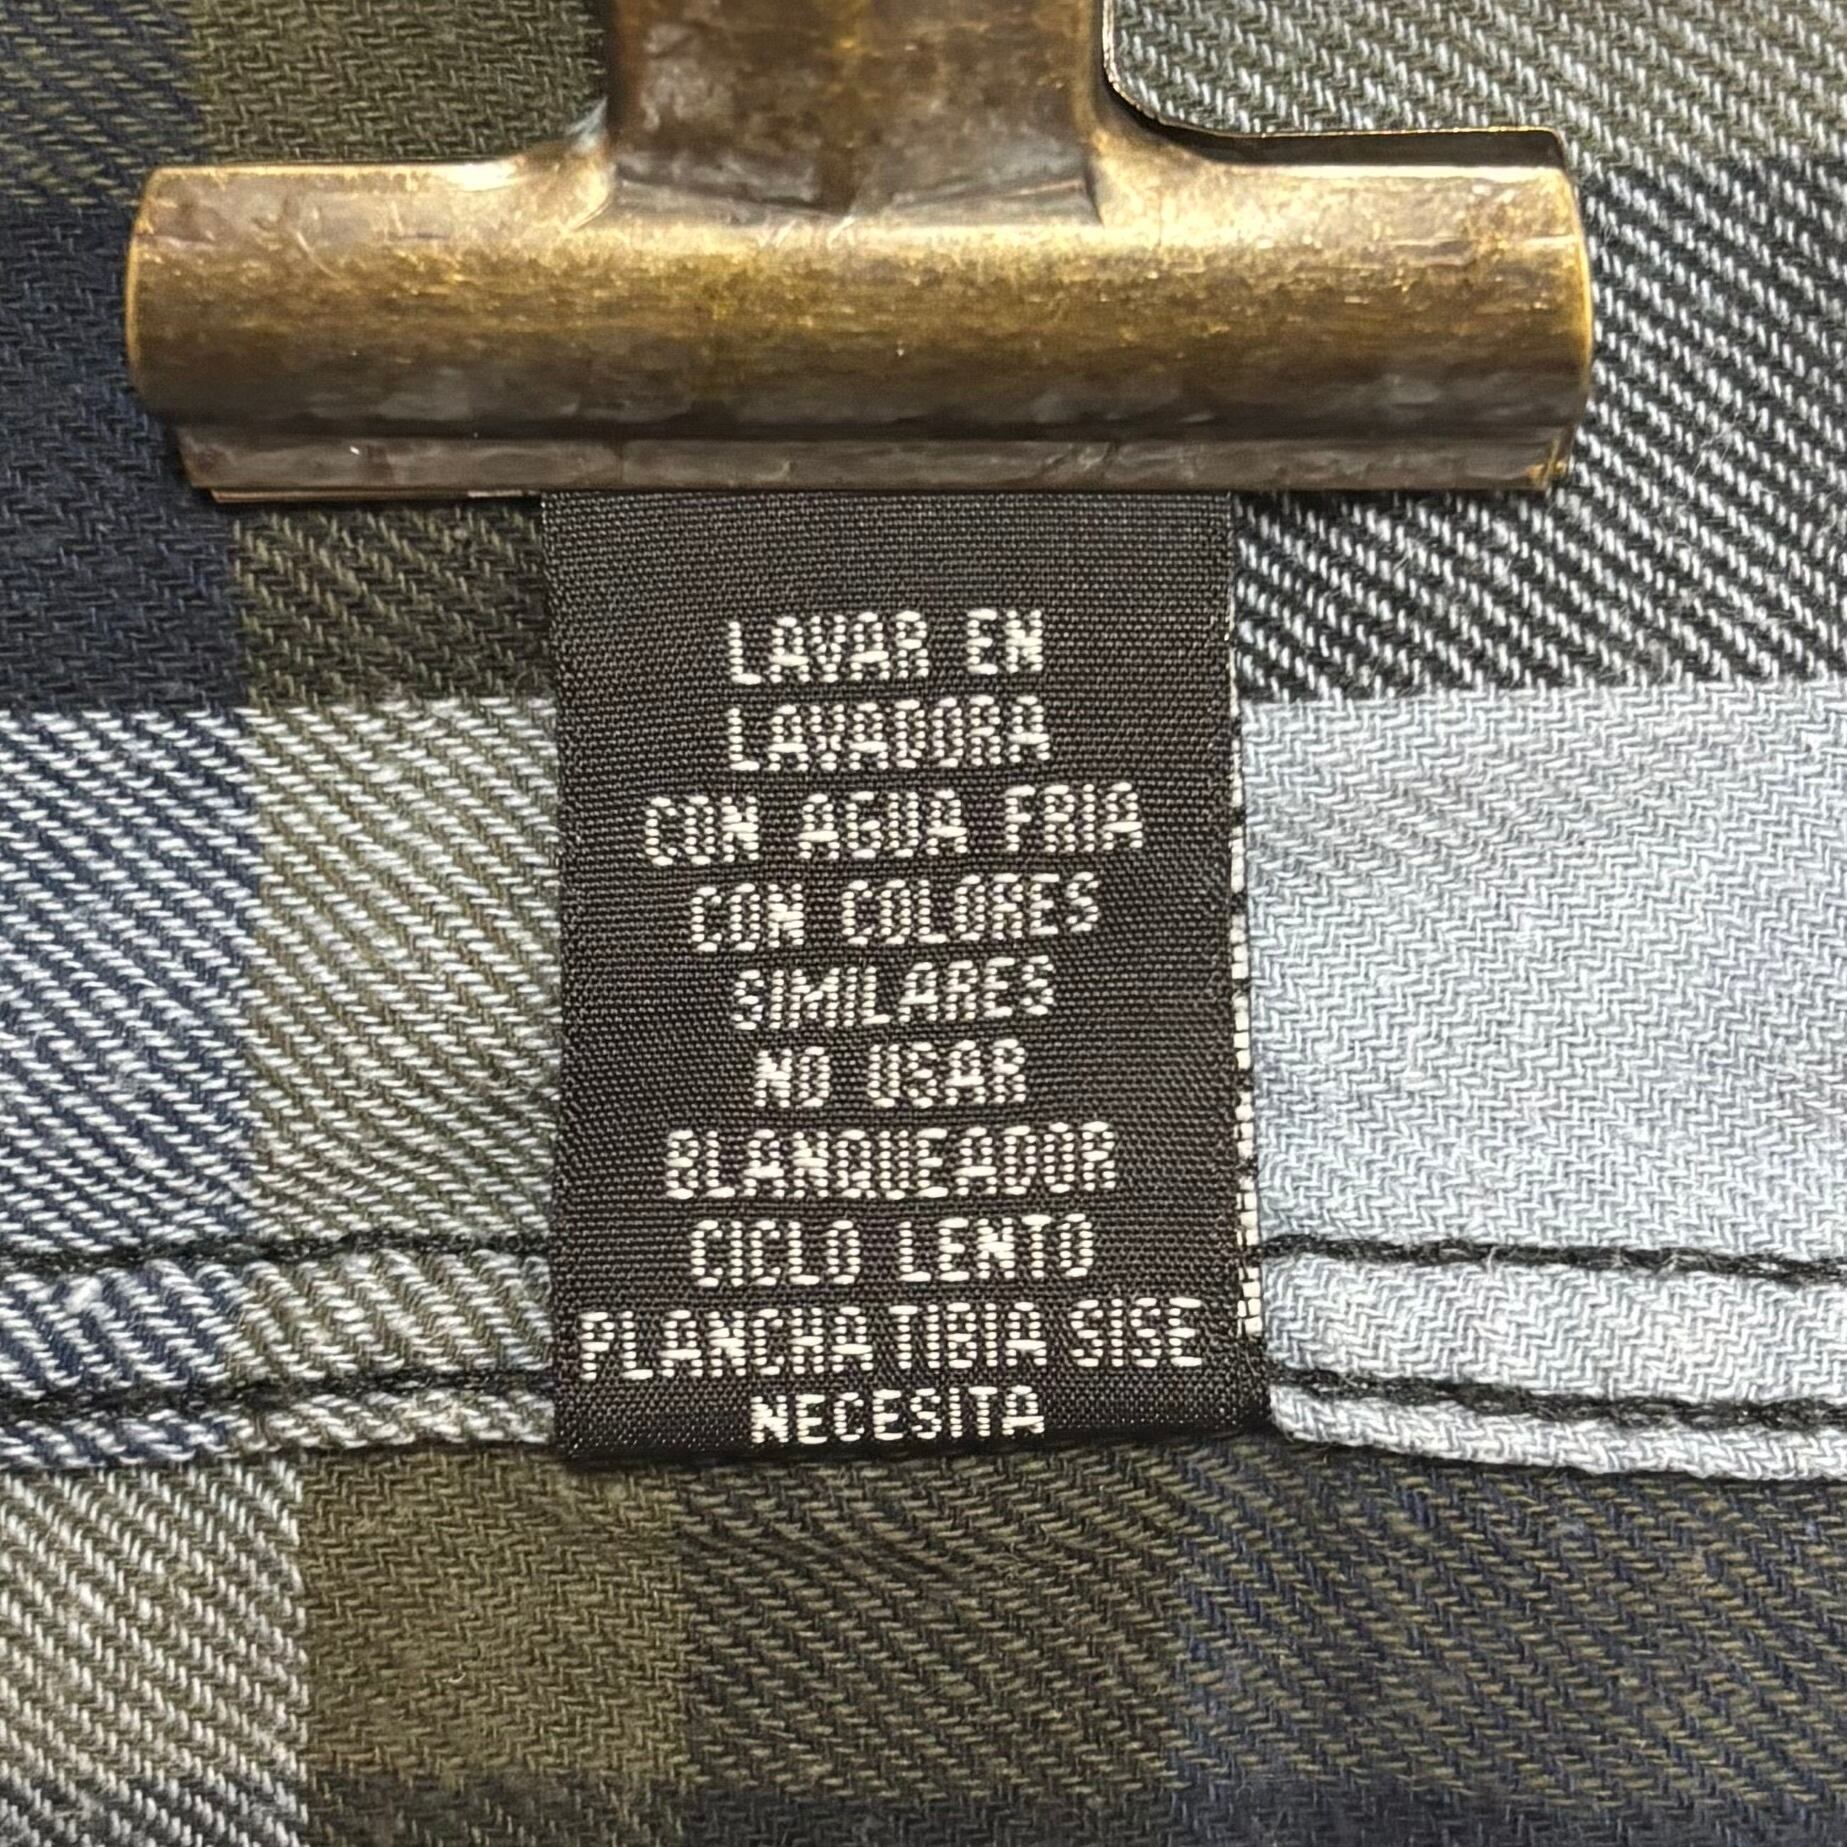 LAVAR EN
LAVADORA
CON AGUA FRIA
CON COLORES
SIMILARES
NO USAR
BLANQUEADOR
CICLO LENTO
PLANCHA TIBIA SISE
NECESITA